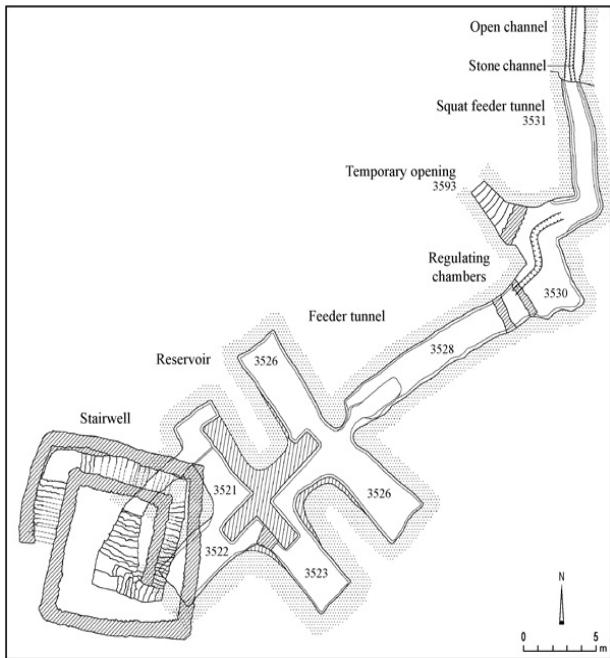 Open channel
Stone channel
Squat feeder tunnel
3531
Temporary opening
3593
Regulating
chambers
3530
Feeder tunnel
3528
Reservoir
3526
Stairwell
3521
3526
3522
3523
N
0 5
m